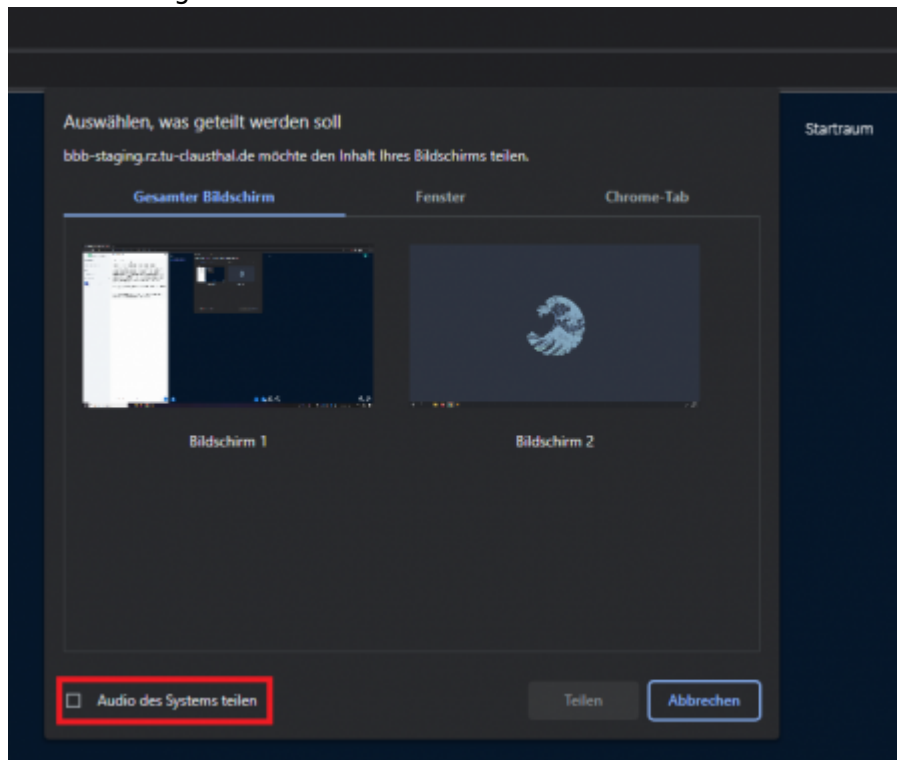 Auswählen, was geteilt werden soll
bbb-staging.rz.tu-clausthal.de möchte den Inhalt Ihres Bildschirms teilen.
Startraum
Gesamter Bildschirm Fenster Chrome-Tab
Bildschirm 1 Bildschirm 2
Audio des Systems teilen Teilen Abbrechen